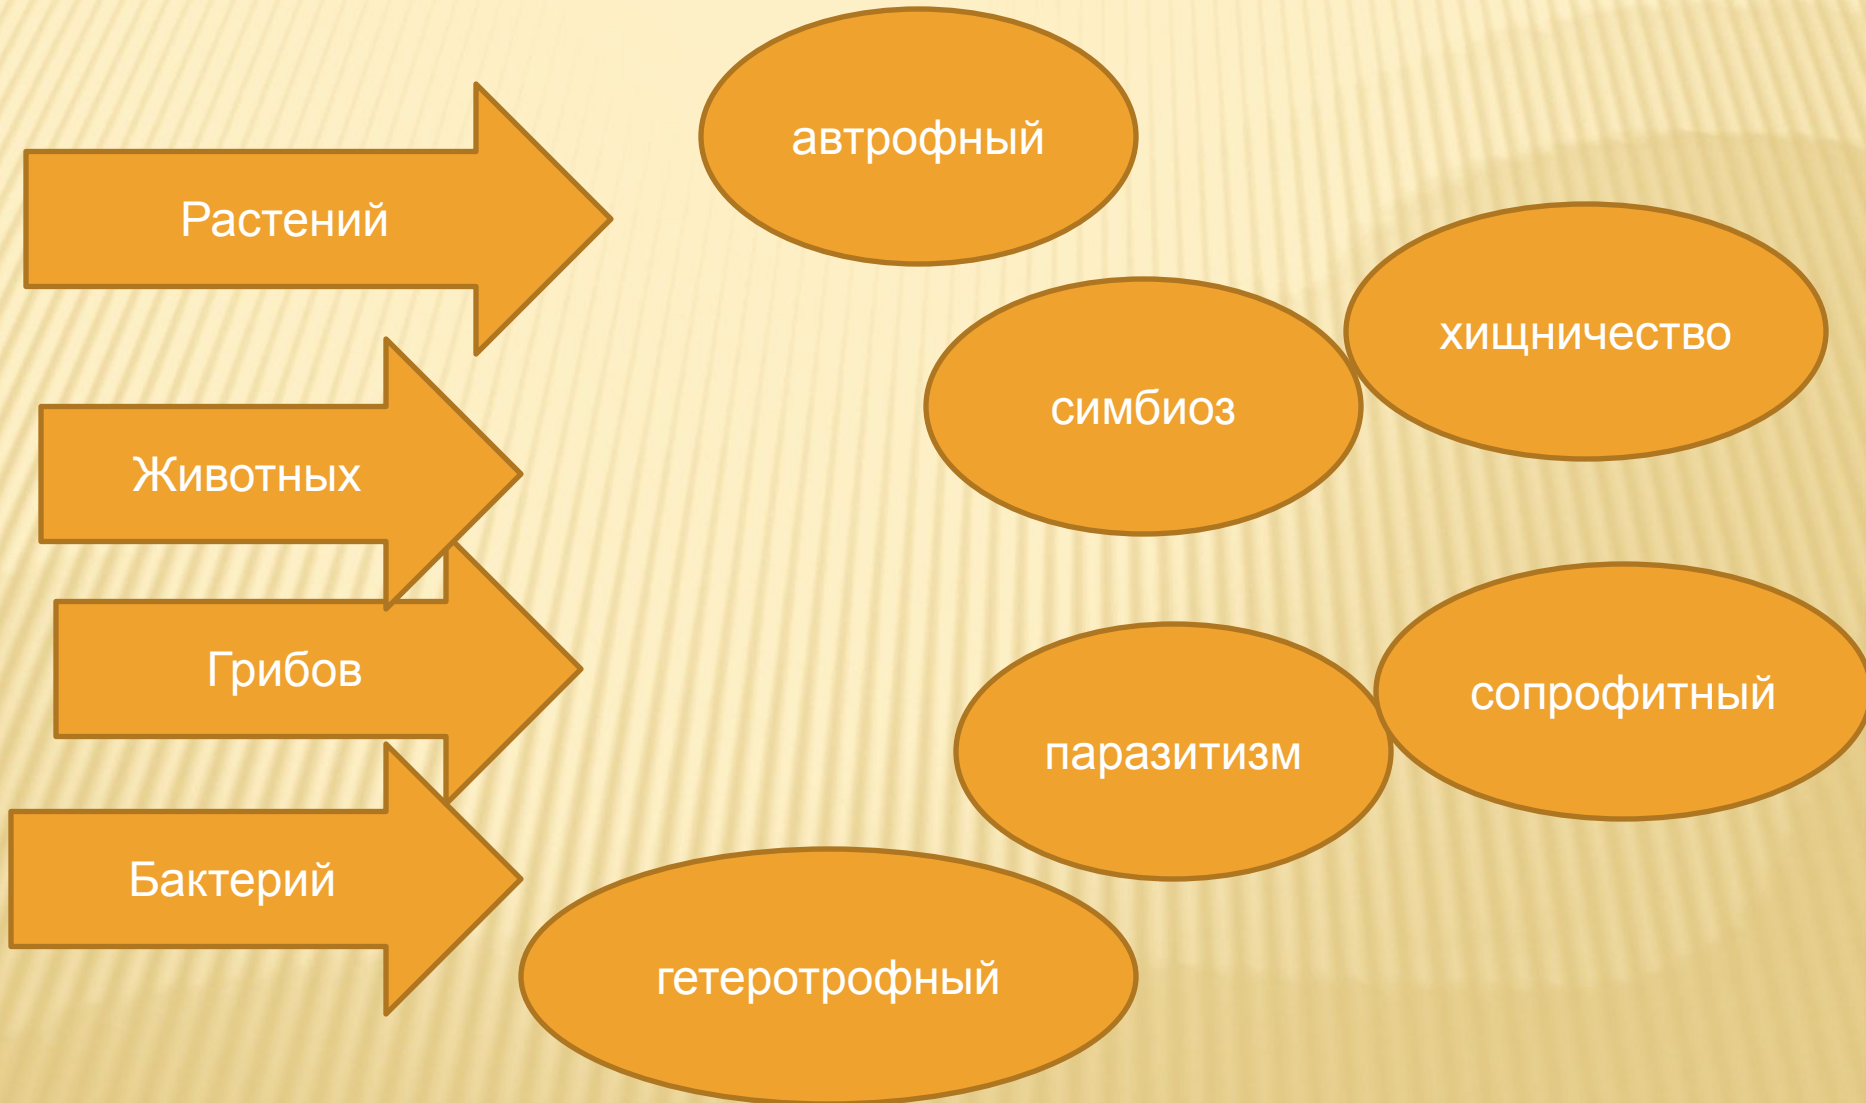 автрофный
Растений
хищничество
симбиоз
Животных
Грибов
сопрофитный
паразитизм
Бактерий
гетеротрофный